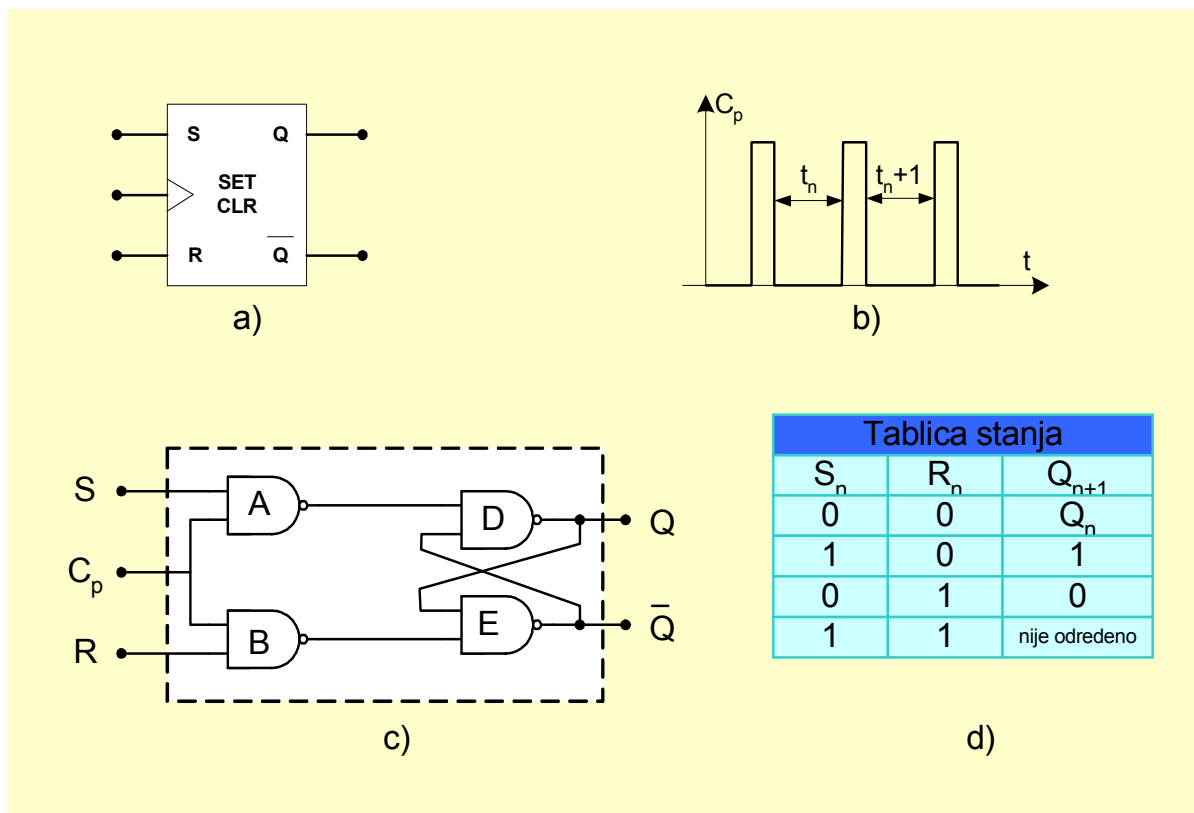 S Q
SET
CLR
R Q̅
a)
Cₚ
tₙ tₙ+1
t
b)
S A D Q
Cₚ
R B E Q̅
c)
Tablica stanja
Sₙ Rₙ Qₙ₊₁
0 0 Qₙ
1 0 1
0 1 0
1 1 nije odredeno
d)